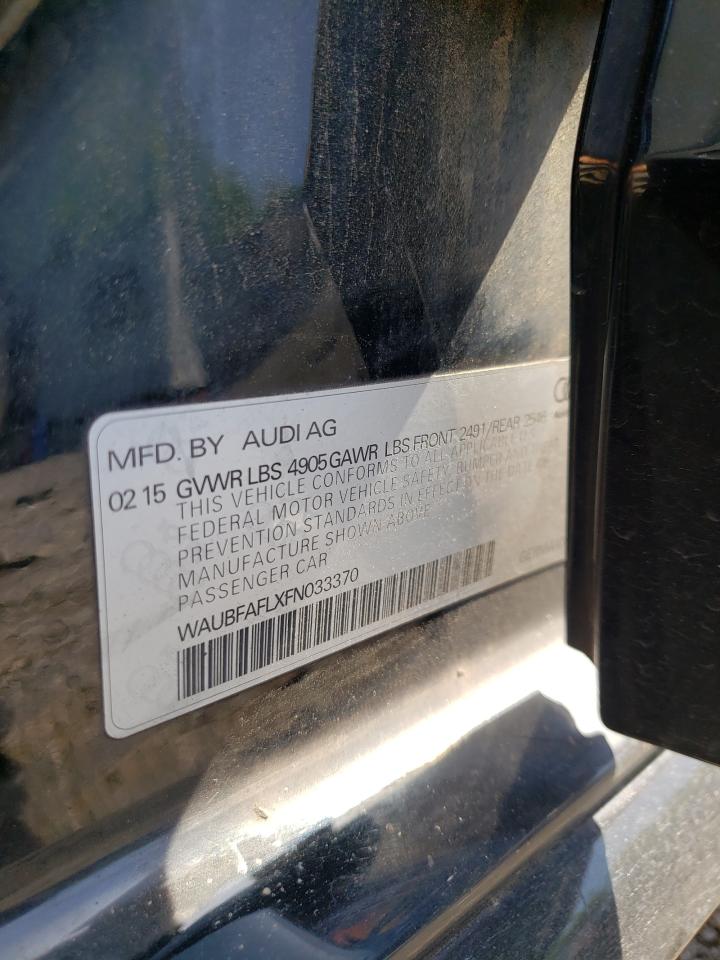 MFD. BY AUDI AG
02 15 GVWR LBS 4905 GAWR LBS FRONT 2491/REAR
THIS VEHICLE CONFORMS TO ALL APPLICABLE U.S.
FEDERAL MOTOR VEHICLE SAFETY, BUMPER AND THEFT
PREVENTION STANDARDS IN EFFECT ON THE DATE OF
MANUFACTURE SHOWN ABOVE
PASSENGER CAR
WAUBFAFLXFN033370
GERMANY